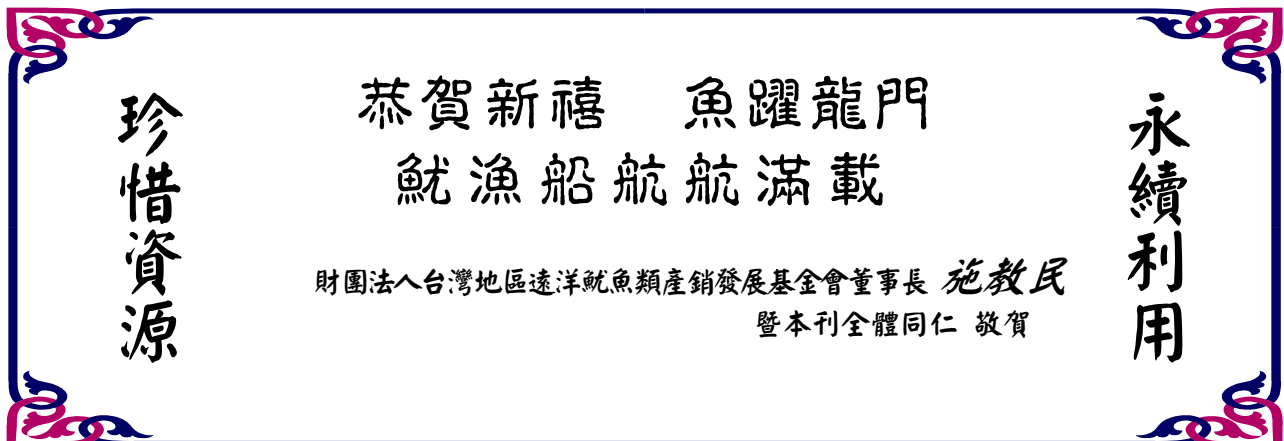 珍惜資源
恭賀新禧　魚躍龍門
魷漁船航航滿載
財團法人台灣地區遠洋魷魚類產銷發展基金會董事長 施教民
暨本刊全體同仁 敬賀
永續利用